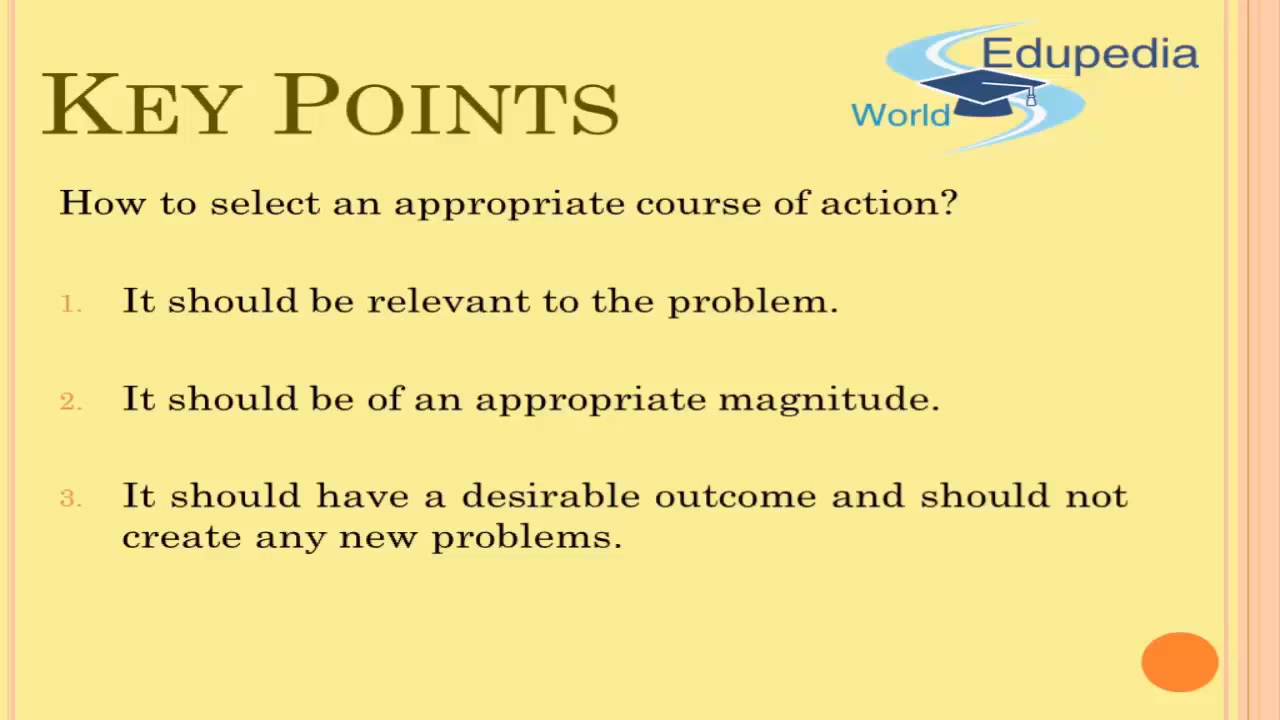 Edupedia
World
KEY POINTS
How to select an appropriate course of action?
1. It should be relevant to the problem.
2. It should be of an appropriate magnitude.
3. It should have a desirable outcome and should not
create any new problems.